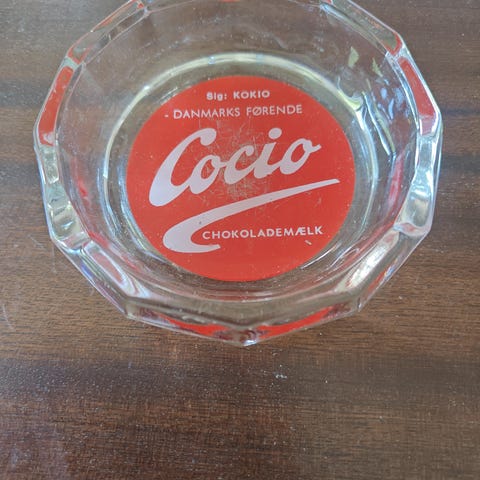 Sig: KOKIO
- DANMARKS FØRENDE
Cocio
CHOKOLADEMÆLK